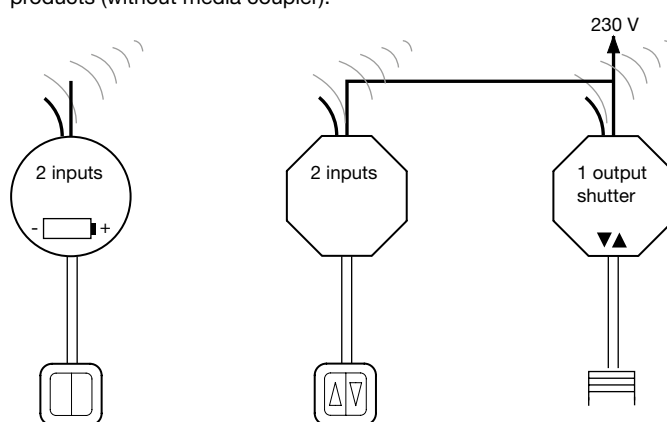 products (without media coupler).
230 V
2 inputs
- +
2 inputs
1 output
shutter